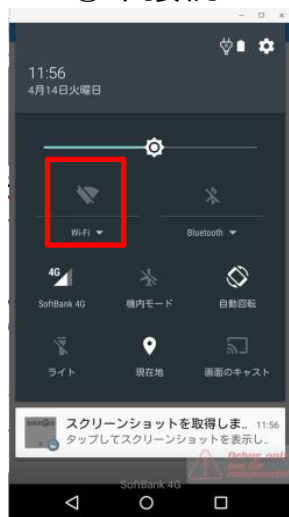 11:56
4月14日火曜日
Wi-Fi
Bluetooth
4G
SoftBank 4G
機内モード
自動回転
ライト
現在地
画面のキャスト
スクリーンショットを取得しま.. 11:56
タップしてスクリーンショットを表示し..
Debug only
SoftBank 4G